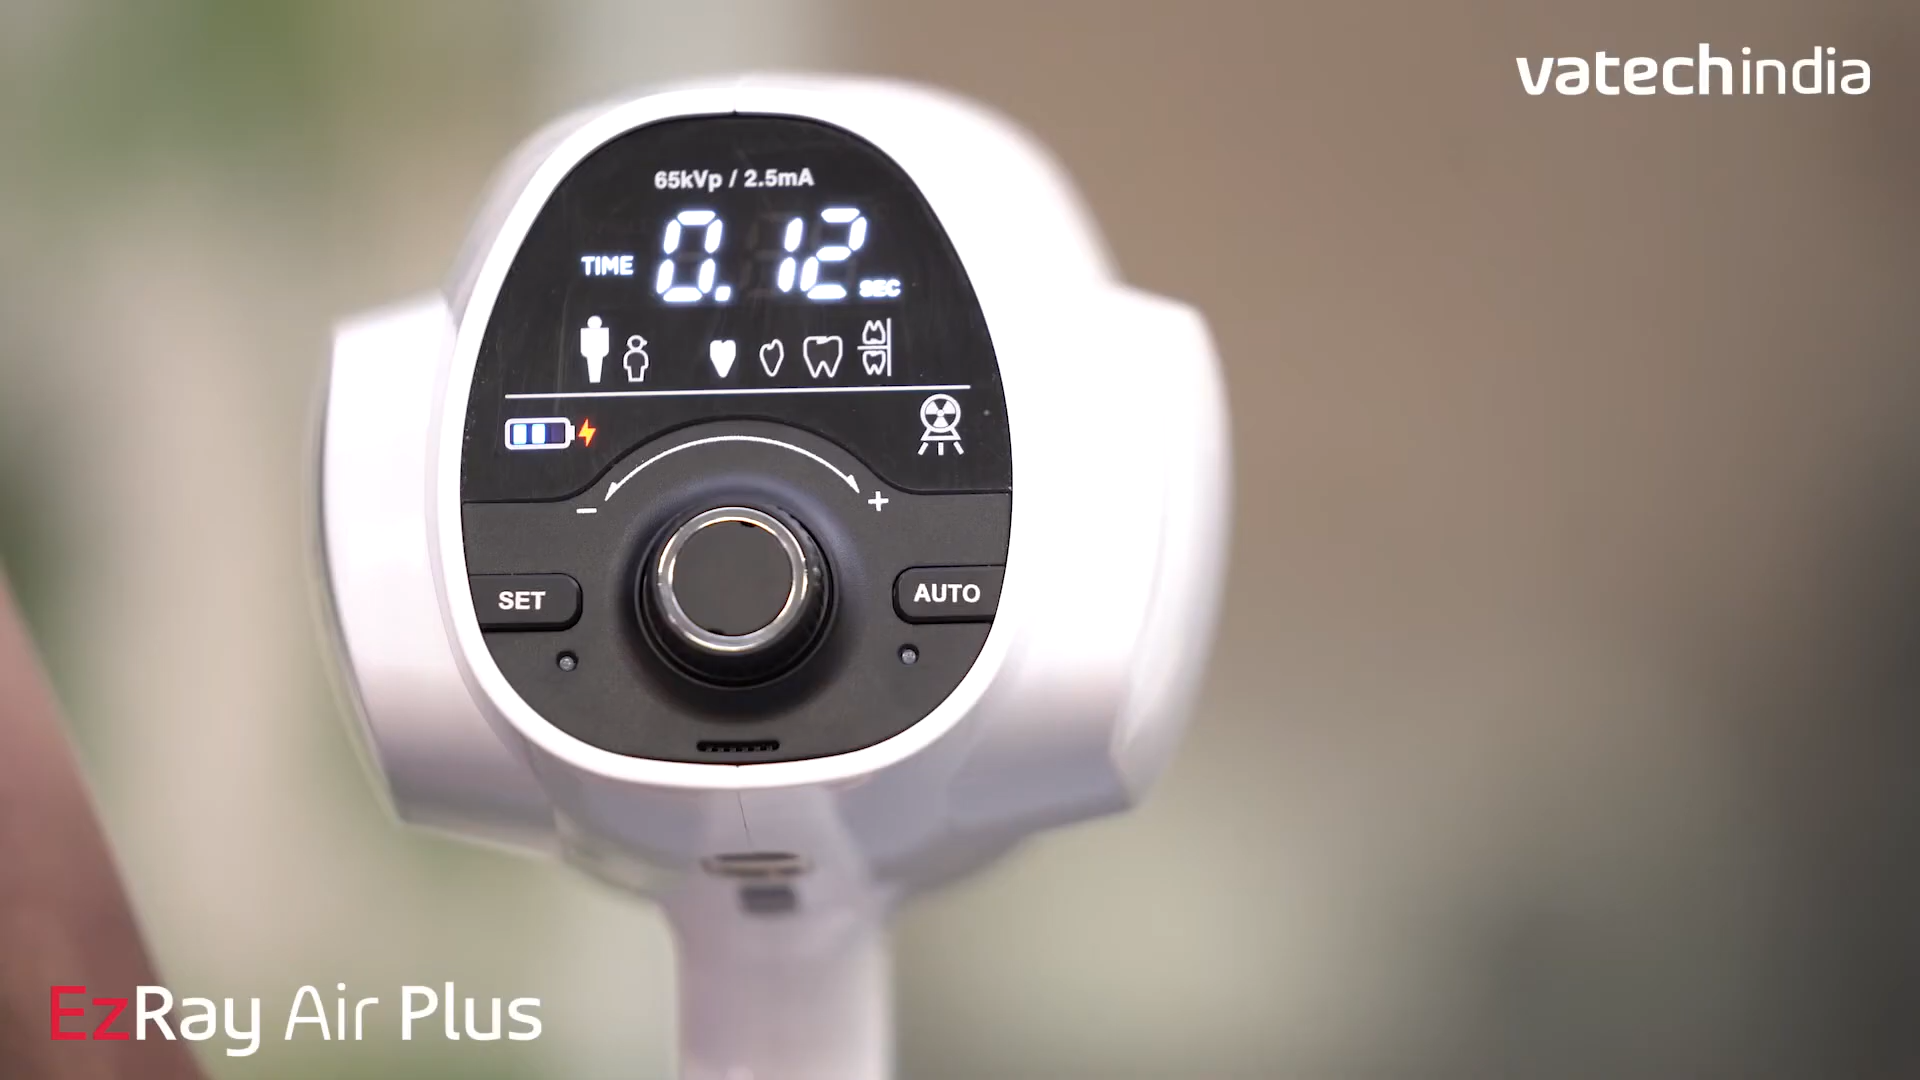 vatechindia
65kVp / 2.5mA
TIME 0.12 SEC
- +
SET AUTO
EzRay Air Plus